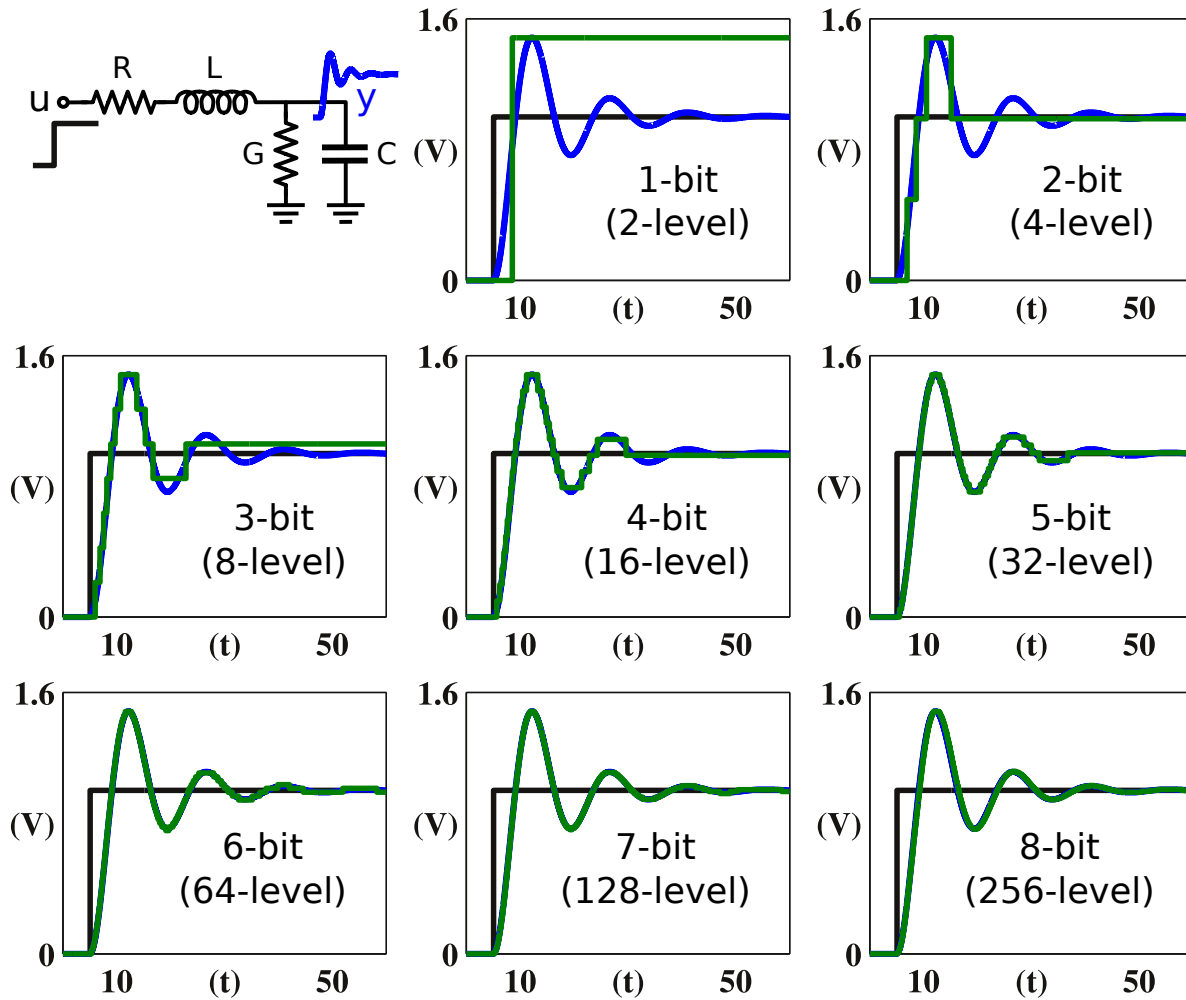 R
L
u
y
G
C
1.6
(V)
1-bit
(2-level)
0
10
(t)
50
1.6
(V)
2-bit
(4-level)
0
10
(t)
50
1.6
(V)
3-bit
(8-level)
0
10
(t)
50
1.6
(V)
4-bit
(16-level)
0
10
(t)
50
1.6
(V)
5-bit
(32-level)
0
10
(t)
50
1.6
(V)
6-bit
(64-level)
0
10
(t)
50
1.6
(V)
7-bit
(128-level)
0
10
(t)
50
1.6
(V)
8-bit
(256-level)
0
10
(t)
50